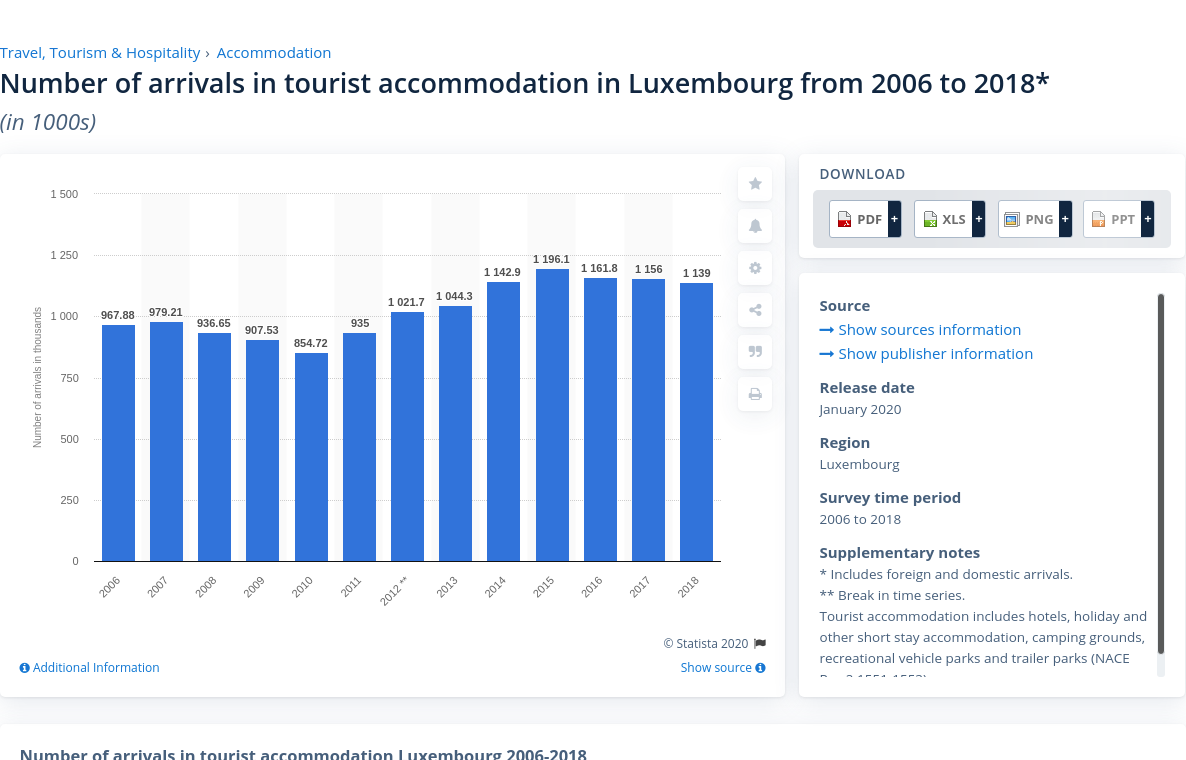 Travel, Tourism & Hospitality › Accommodation
Number of arrivals in tourist accommodation in Luxembourg from 2006 to 2018*
(in 1000s)
Number of arrivals in thousands
1 500
1 250
1 000
750
500
250
0
967.88
979.21
936.65
907.53
854.72
935
1 021.7
1 044.3
1 142.9
1 196.1
1 161.8
1 156
1 139
2006
2007
2008
2009
2010
2011
2012 **
2013
2014
2015
2016
2017
2018
© Statista 2020
Additional Information
Show source
DOWNLOAD
PDF + XLS + PNG + PPT +
Source
Show sources information
Show publisher information
Release date
January 2020
Region
Luxembourg
Survey time period
2006 to 2018
Supplementary notes
* Includes foreign and domestic arrivals.
** Break in time series.
Tourist accommodation includes hotels, holiday and
other short stay accommodation, camping grounds,
recreational vehicle parks and trailer parks (NACE
Number of arrivals in tourist accommodation Luxembourg 2006-2018